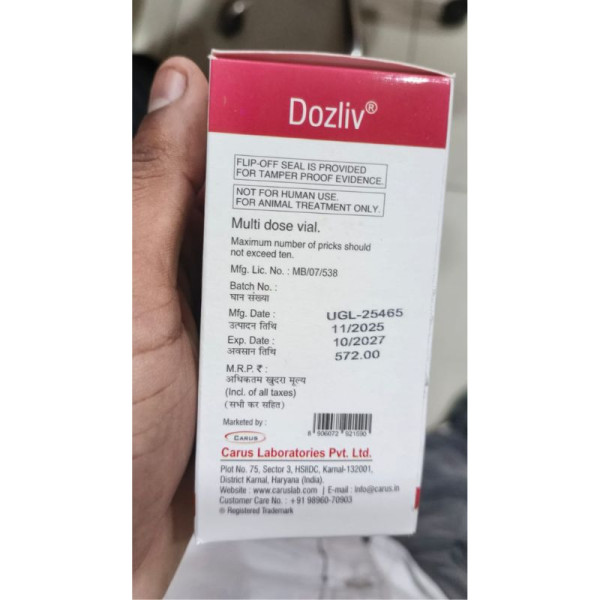 Dozliv®
FLIP-OFF SEAL IS PROVIDED
FOR TAMPER PROOF EVIDENCE.
NOT FOR HUMAN USE.
FOR ANIMAL TREATMENT ONLY.
Multi dose vial.
Maximum number of pricks should
not exceed ten.
Mfg. Lic. No. : MB/07/538
Batch No. :
घान संख्या
UGL-25465
Mfg. Date :
उत्पादन तिथि
11/2025
Exp. Date :
अवसान तिथि
10/2027
572.00
M.R.P. ₹ :
अधिकतम खुदरा मूल्य
(Incl. of all taxes)
(सभी कर सहित)
Marketed by :
CARUS
8 906072 921590
Carus Laboratories Pvt. Ltd.
Plot No. 75, Sector 3, HSIIDC, Karnal-132001,
District Karnal, Haryana (India).
Website : www.caruslab.com | E-mail : info@carus.in
Customer Care No. : +91 98960-70903
® Registered Trademark